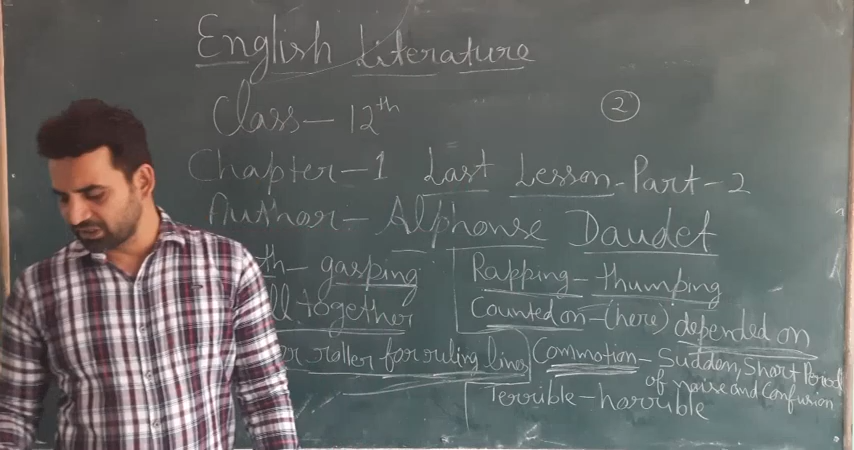 English Literature
Class - 12th
2
Chapter - 1 Last Lesson - Part - 2
Author - Alphonse Daudet
th - gasping
ll together
roller for ruling lines
Rapping - thumping
Counted on - (here) depended on
Commotion - Sudden, Short Period
of noise and Confusion
Terrible - horrible